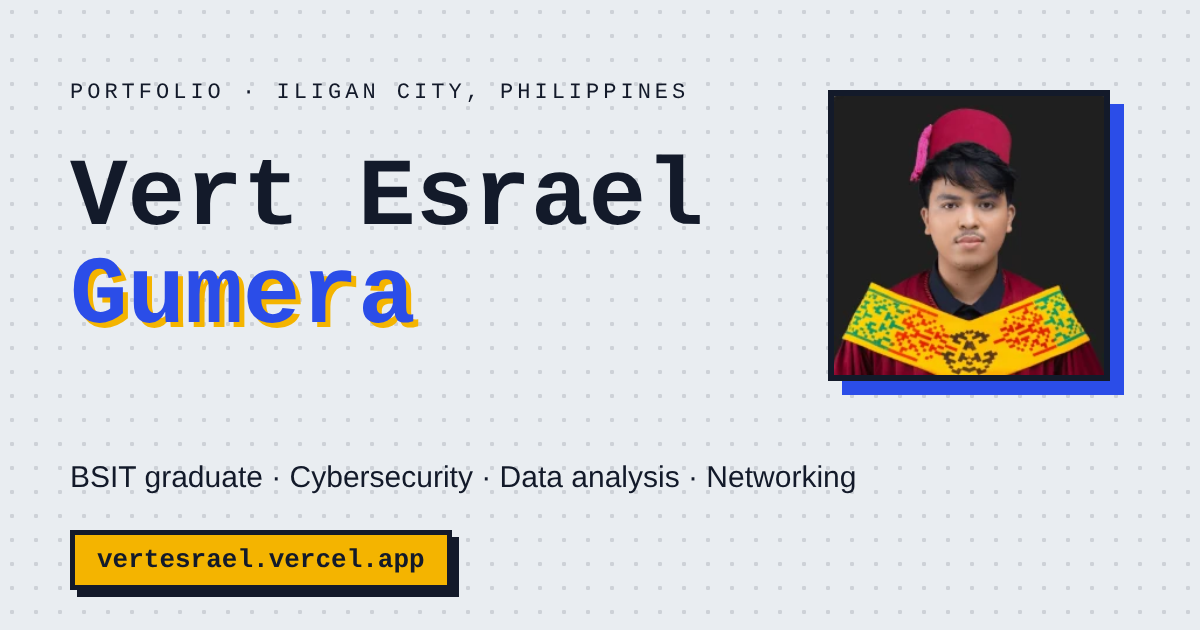 PORTFOLIO · ILIGAN CITY, PHILIPPINES
Vert Esrael
Gumera
BSIT graduate · Cybersecurity · Data analysis · Networking
vertesrael.vercel.app